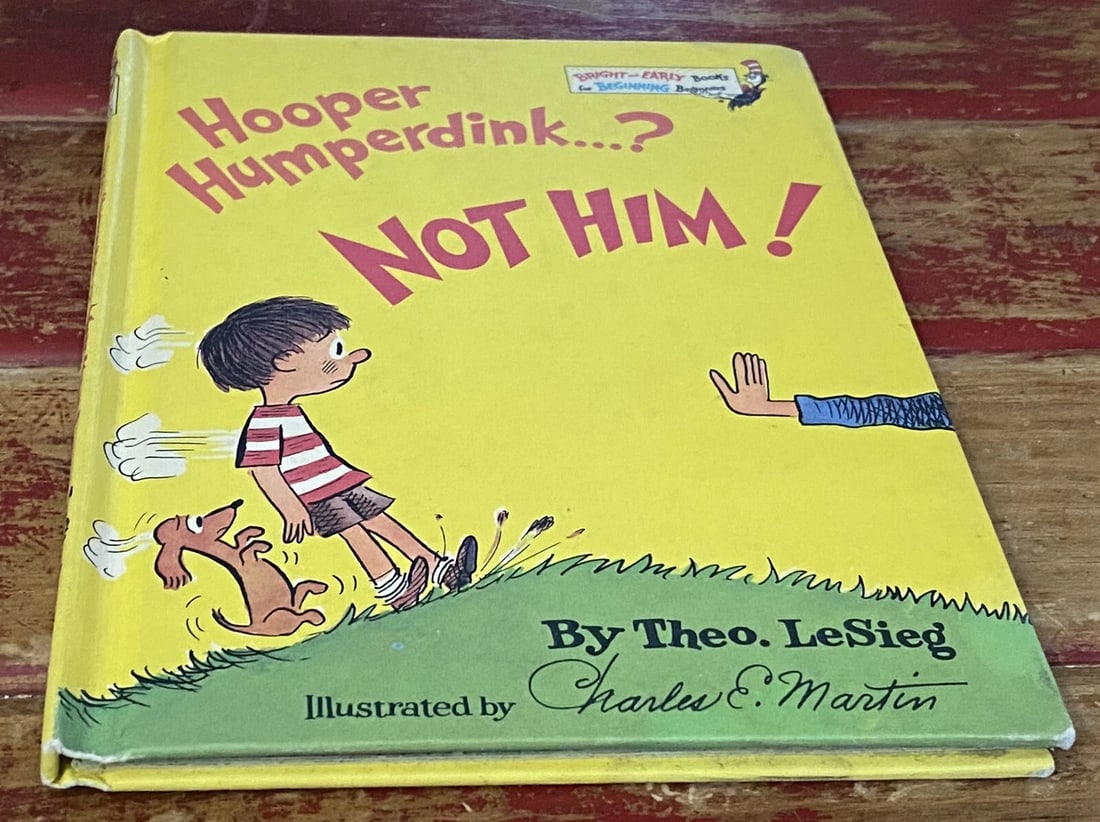 BRIGHT and EARLY Books
for BEGINNING Beginners
Hooper
Humperdink...?
NOT HIM!
By Theo. LeSieg
Illustrated by Charles E. Martin